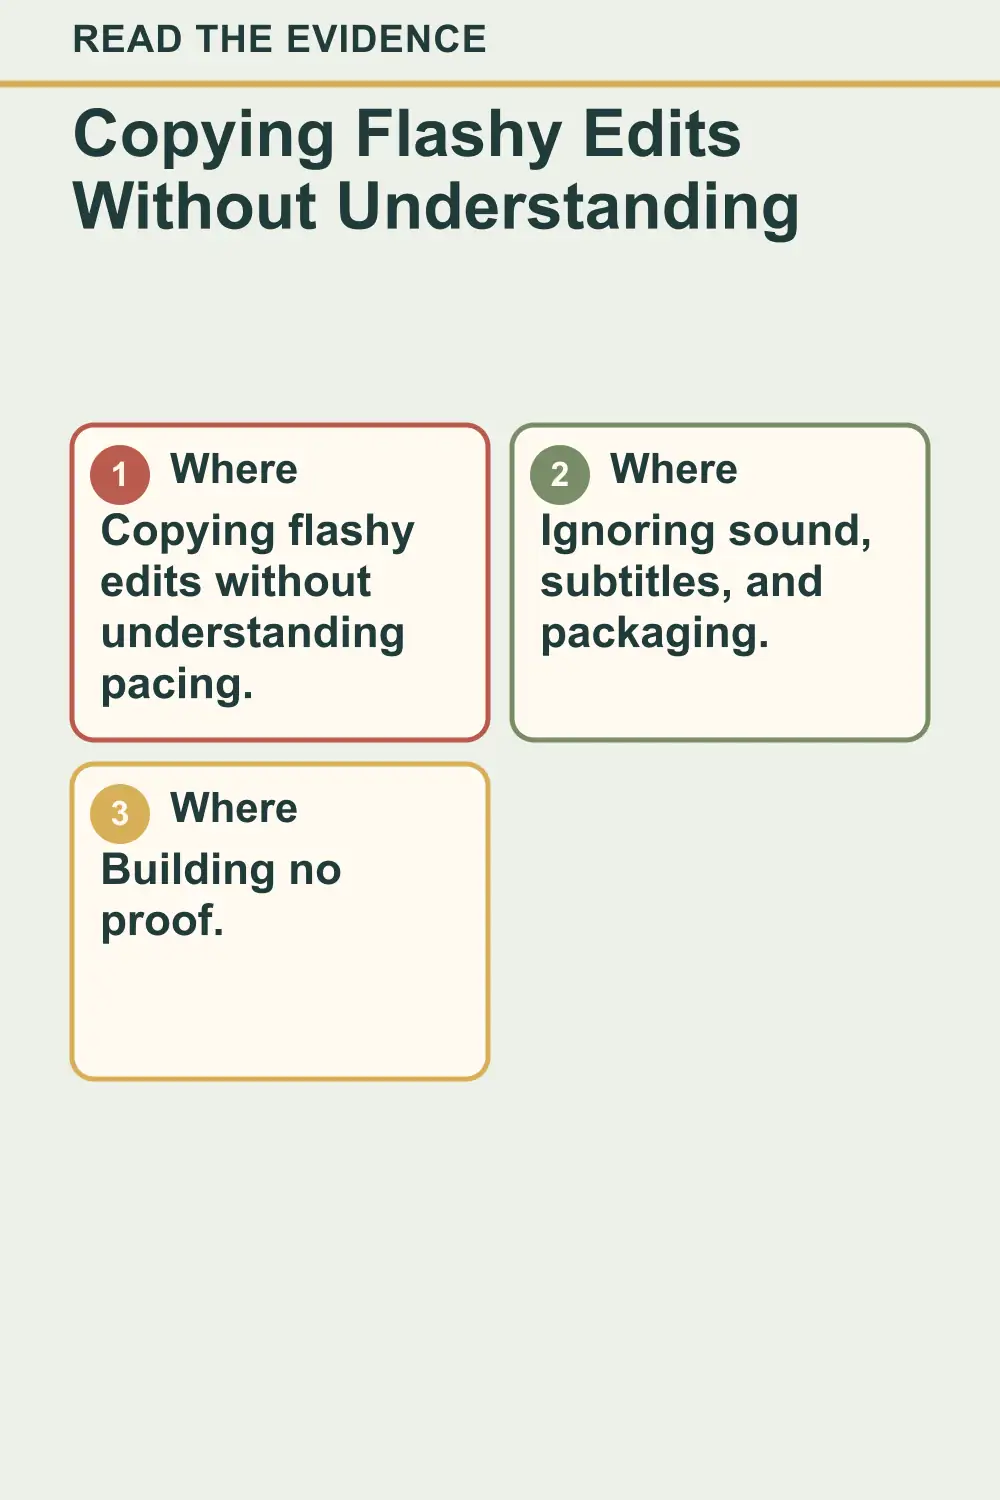 READ THE EVIDENCE
Copying Flashy Edits
Without Understanding
1 Where
Copying flashy
edits without
understanding
pacing.
2 Where
Ignoring sound,
subtitles, and
packaging.
3 Where
Building no
proof.